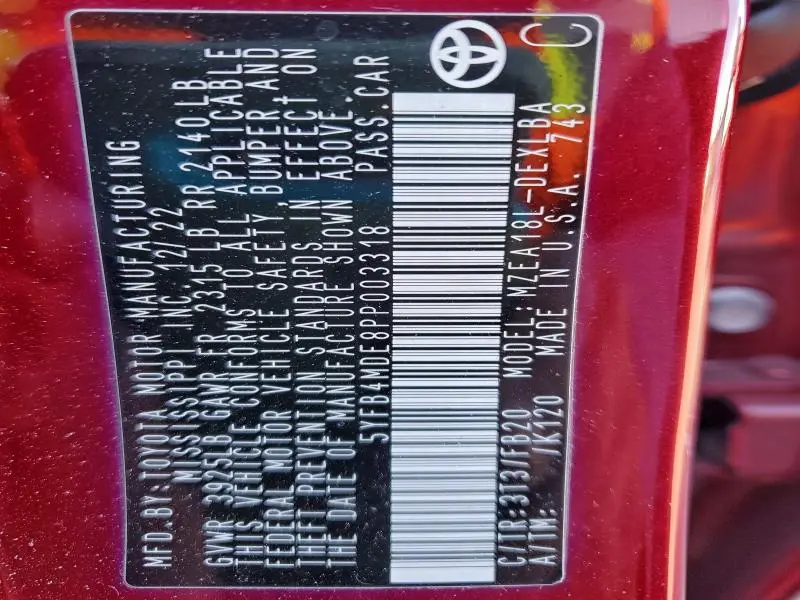 MFD.BY:TOYOTA MOTOR MANUFACTURING
MISSISSIPPI INC. 12/22
GVWR 3925LB GAWR FR 2315 LB RR 2140LB
THIS VEHICLE CONFORMS TO ALL APPLICABLE
FEDERAL MOTOR VEHICLE SAFETY,BUMPER AND
THEFT PREVENTION STANDARDS IN EFFECT ON
THE DATE OF MANUFACTURE SHOWN ABOVE.
5YFB4MDE8PP003318 PASS.CAR
C/TR:3T3/FB20 MODEL:MZEA18L-DEXLBA
A/TM: /K120 MADE IN U.S.A. 743
C